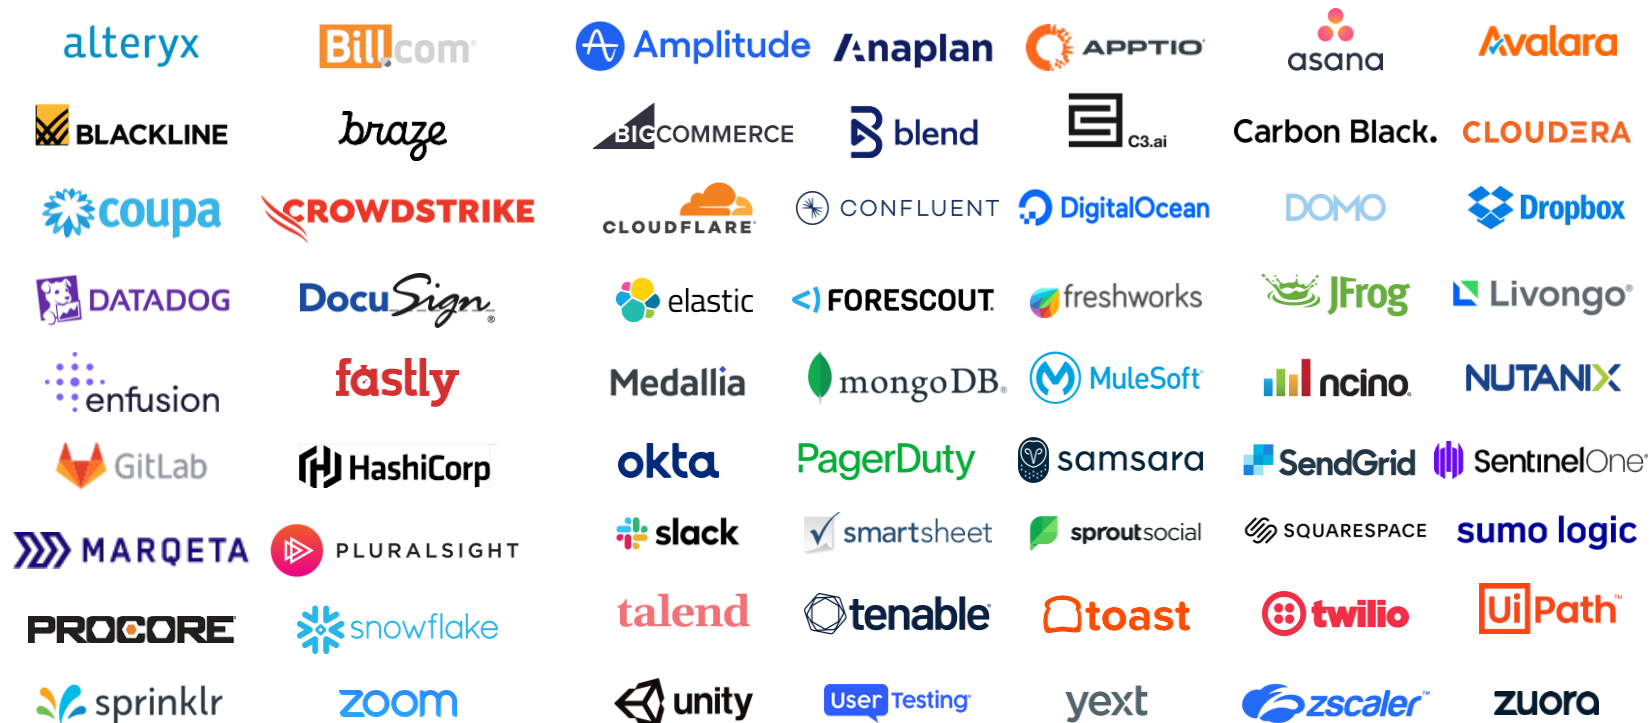 alteryx
Bill.com
Amplitude
Anaplan
APPTIO
asana
Avalara
BLACKLINE
braze
BIGCOMMERCE
blend
C3.ai
Carbon Black.
CLOUDERA
coupa
CROWDSTRIKE
CLOUDFLARE
CONFLUENT
DigitalOcean
DOMO
Dropbox
DATADOG
DocuSign®
elastic
FORESCOUT.
freshworks
JFrog
Livongo®
enfusion
fastly
Medallia
mongoDB®
MuleSoft
ncino
NUTANIX
GitLab
HashiCorp
okta
PagerDuty
samsara
SendGrid
SentinelOne
MARQETA
PLURALSIGHT
slack
smartsheet
sproutsocial
SQUARESPACE
sumo logic
PROCORE
snowflake
talend
tenable
toast
twilio
UiPath™
sprinklr
zoom
unity
UserTesting
yext
zscaler™
zuora